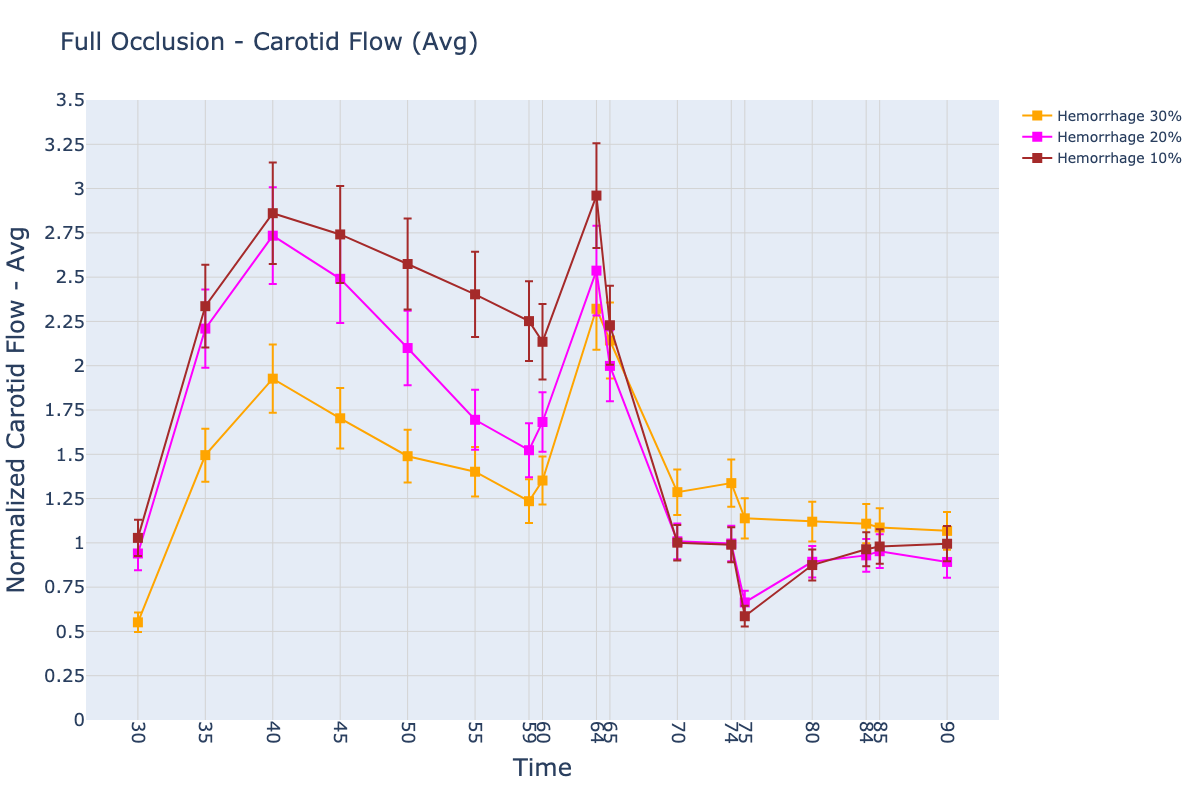 Full Occlusion - Carotid Flow (Avg)
Normalized Carotid Flow - Avg
3.5
3.25
3
2.75
2.5
2.25
2
1.75
1.5
1.25
1
0.75
0.5
0.25
0
30 35 40 45 50 55 59 60 64 65 70 74 75 80 84 85 90
Time
Hemorrhage 30%
Hemorrhage 20%
Hemorrhage 10%